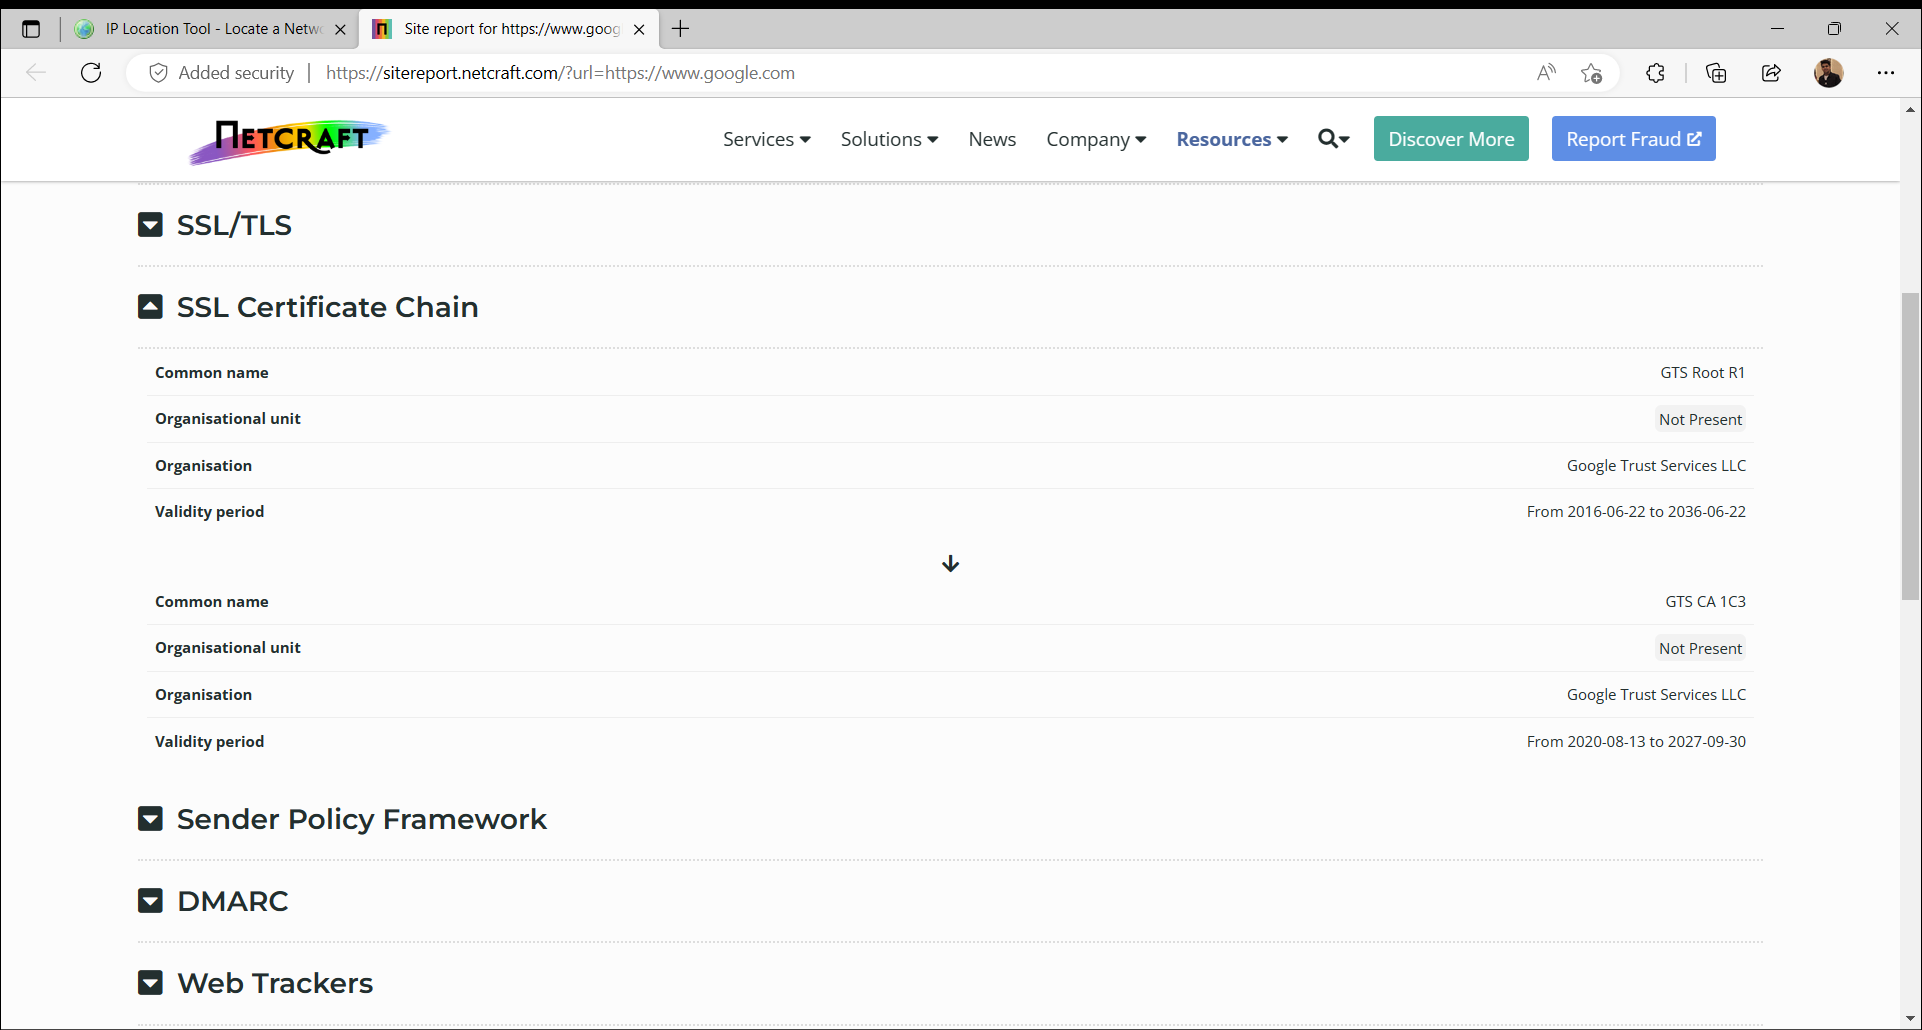 IP Location Tool - Locate a Netw
Site report for https://www.goog
Added security
https://sitereport.netcraft.com/?url=https://www.google.com
NETCRAFT
Services
Solutions
News
Company
Resources
Discover More
Report Fraud
SSL/TLS
SSL Certificate Chain
Common name GTS Root R1
Organisational unit Not Present
Organisation Google Trust Services LLC
Validity period From 2016-06-22 to 2036-06-22
Common name GTS CA 1C3
Organisational unit Not Present
Organisation Google Trust Services LLC
Validity period From 2020-08-13 to 2027-09-30
Sender Policy Framework
DMARC
Web Trackers